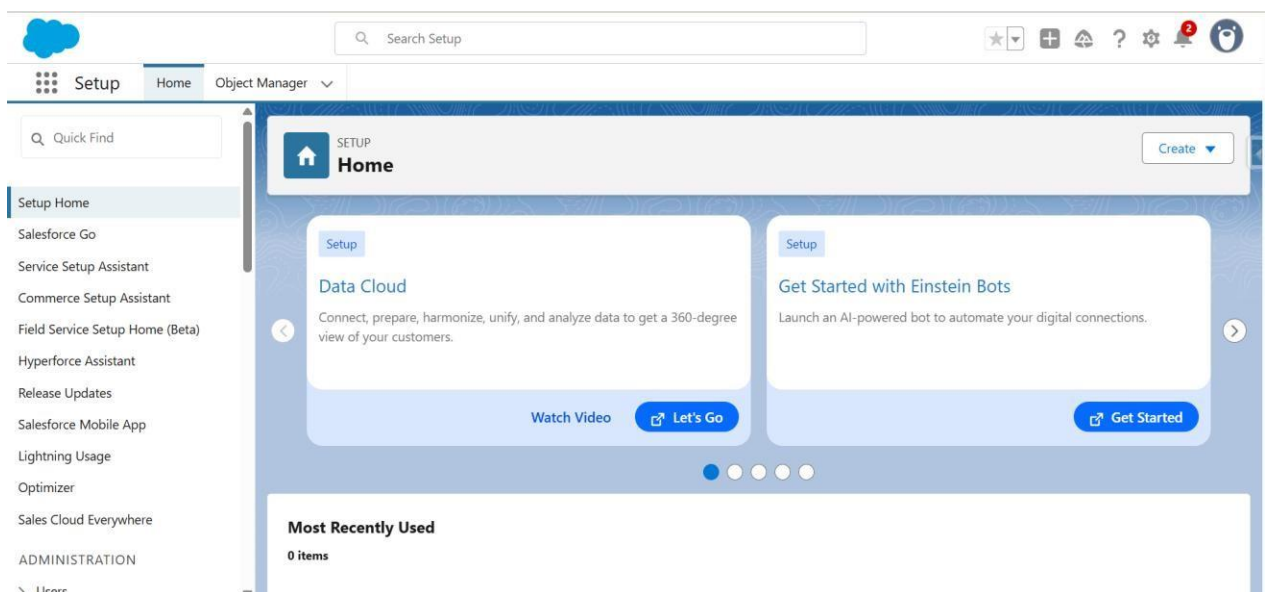 Search Setup
2
Setup
Home
Object Manager
Quick Find
Setup Home
Salesforce Go
Service Setup Assistant
Commerce Setup Assistant
Field Service Setup Home (Beta)
Hyperforce Assistant
Release Updates
Salesforce Mobile App
Lightning Usage
Optimizer
Sales Cloud Everywhere
ADMINISTRATION
Users
SETUP
Home
Create
Setup
Data Cloud
Connect, prepare, harmonize, unify, and analyze data to get a 360-degree
view of your customers.
Watch Video
Let's Go
Setup
Get Started with Einstein Bots
Launch an AI-powered bot to automate your digital connections.
Get Started
Most Recently Used
0 items